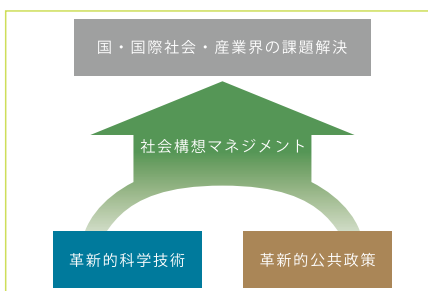 国・国際社会・産業界の課題解決
社会構想マネジメント
革新的科学技術
革新的公共政策